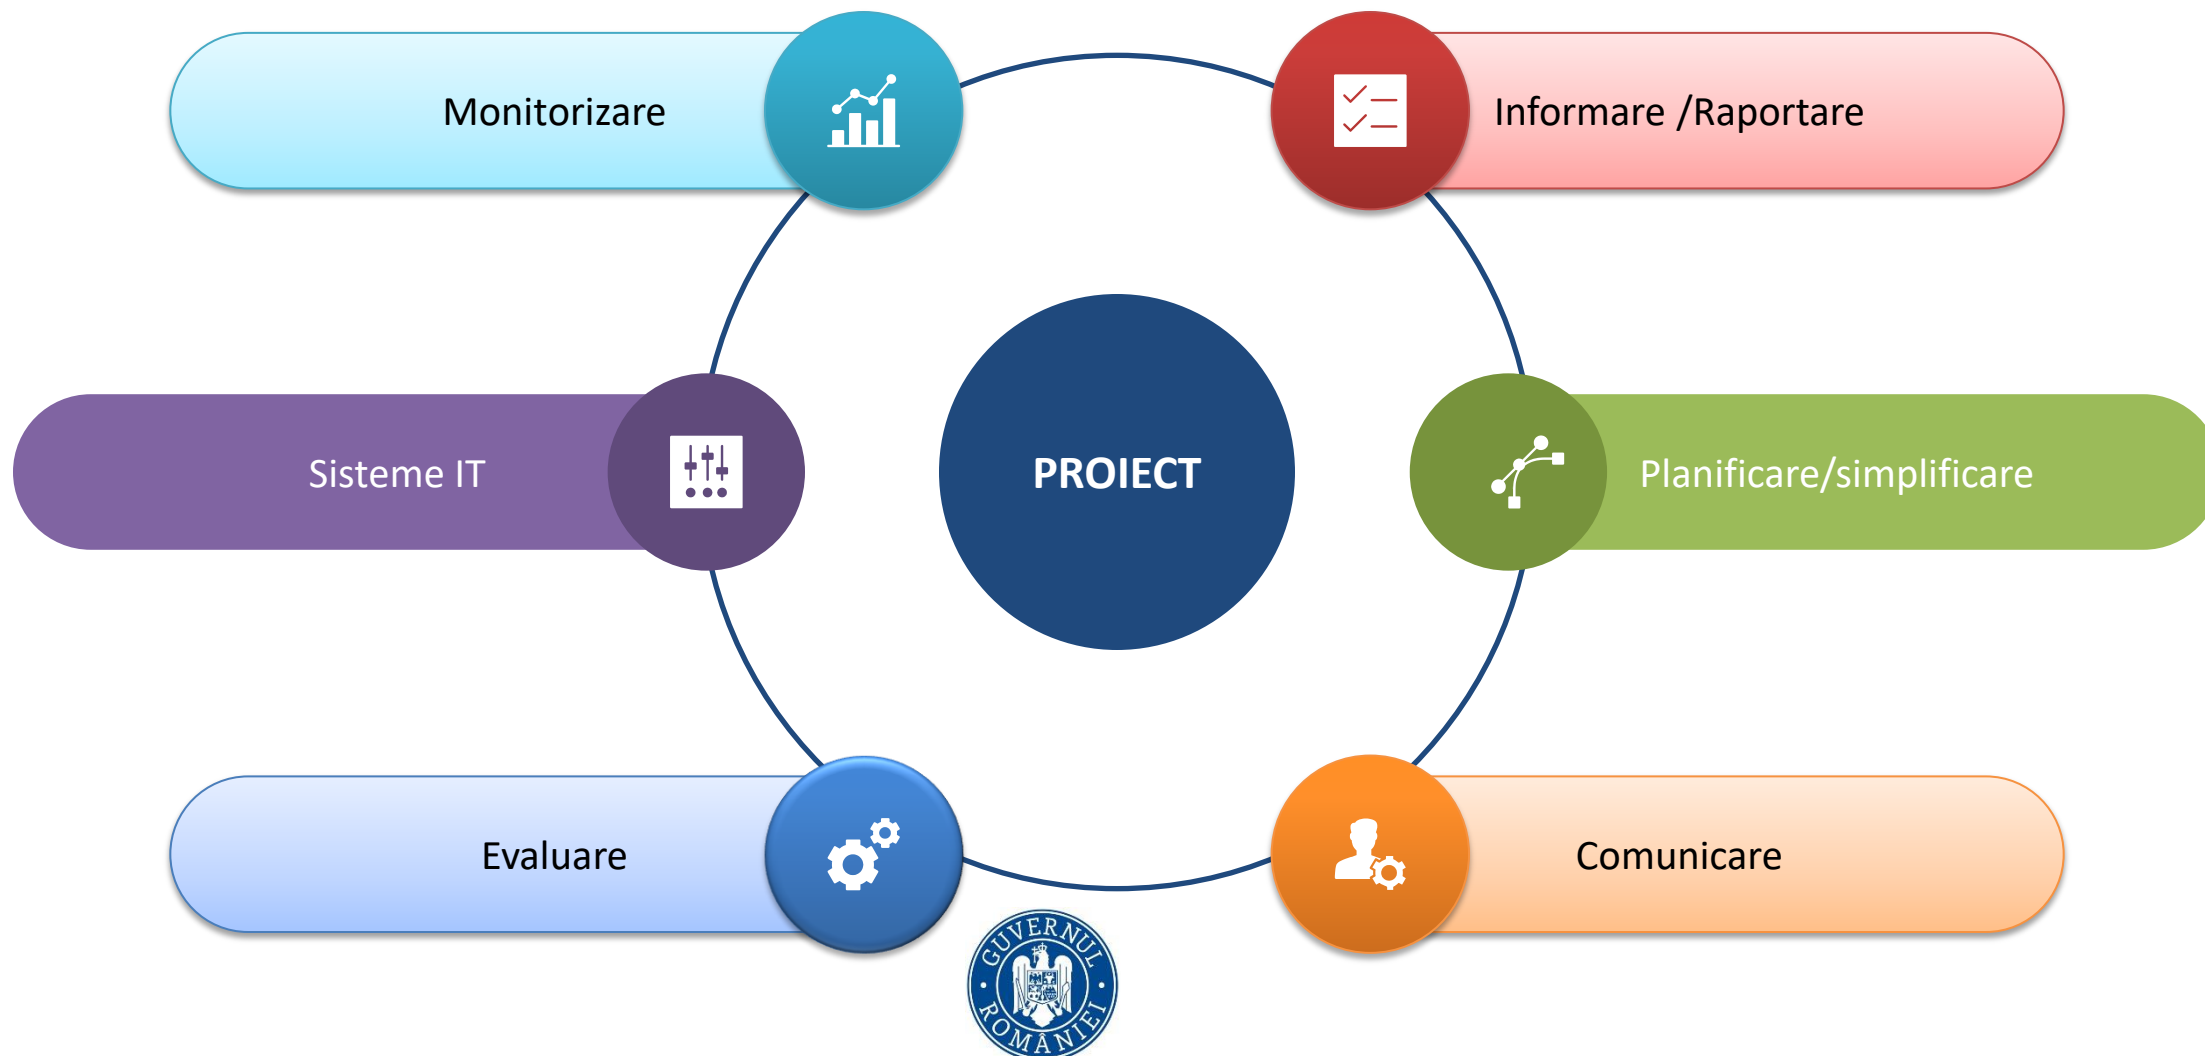 Monitorizare
Informare /Raportare
Sisteme IT
PROIECT
Planificare/simplificare
Evaluare
Comunicare
GUVERNUL
ROMÂNIEI